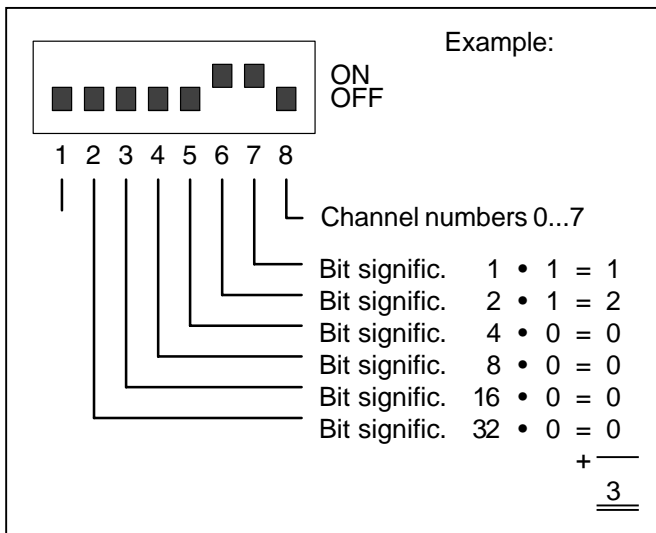 Example:
ON
OFF
1 2 3 4 5 6 7 8
Channel numbers 0...7
Bit signific. 1 • 1 = 1
Bit signific. 2 • 1 = 2
Bit signific. 4 • 0 = 0
Bit signific. 8 • 0 = 0
Bit signific. 16 • 0 = 0
Bit signific. 32 • 0 = 0
+
3